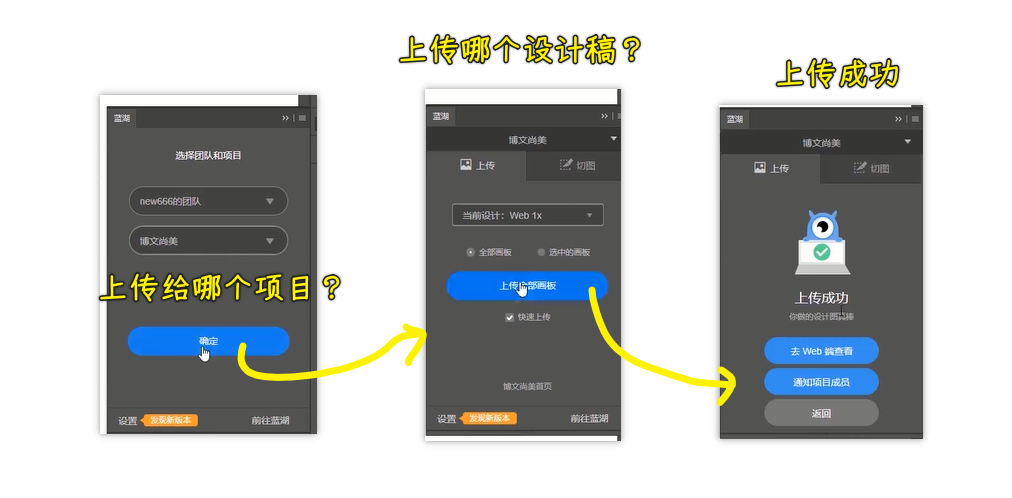 上传哪个设计稿？
上传成功
蓝湖
选择团队和项目
new666的团队
博文尚美
上传给哪个项目？
确定
设置
发现新版本
前往蓝湖
蓝湖
博文尚美
上传
切图
当前设计：Web 1x
全部画板
选中的画板
上传全部画板
快速上传
博文尚美首页
设置
发现新版本
前往蓝湖
蓝湖
博文尚美
上传
切图
上传成功
你做的设计图真棒
去 Web 端查看
通知项目成员
返回